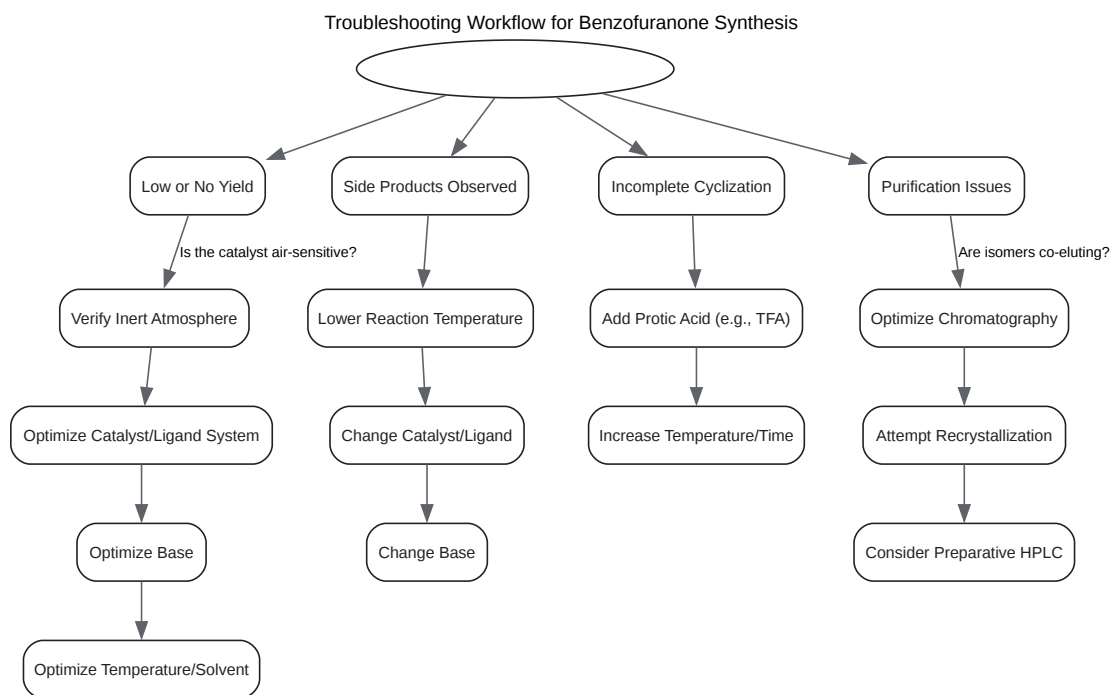 Troubleshooting Workflow for Benzofuranone Synthesis
Low or No Yield
Side Products Observed
Incomplete Cyclization
Purification Issues
Is the catalyst air-sensitive?
Are isomers co-eluting?
Verify Inert Atmosphere
Lower Reaction Temperature
Add Protic Acid (e.g., TFA)
Optimize Chromatography
Optimize Catalyst/Ligand System
Change Catalyst/Ligand
Increase Temperature/Time
Attempt Recrystallization
Optimize Base
Change Base
Consider Preparative HPLC
Optimize Temperature/Solvent